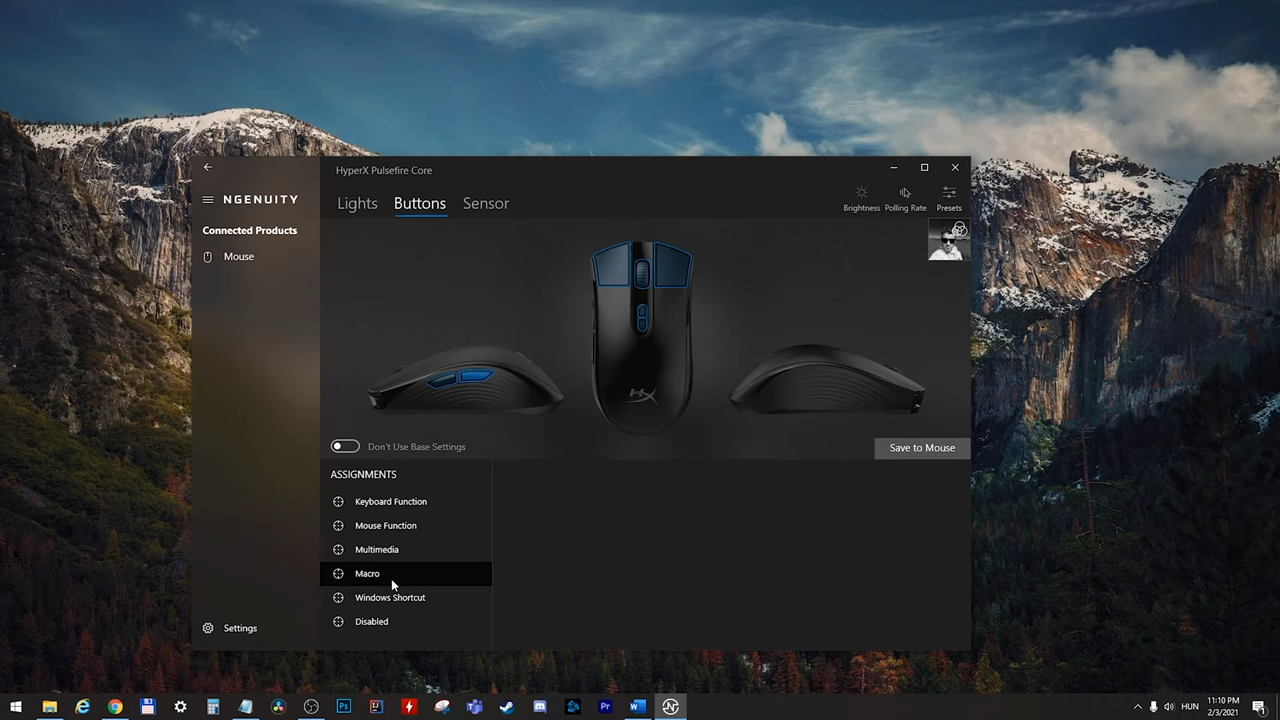 HyperX Pulsefire Core
NGENUITY
Lights Buttons Sensor
Brightness Polling Rate Presets
Connected Products
Mouse
Don't Use Base Settings
Save to Mouse
ASSIGNMENTS
Keyboard Function
Mouse Function
Multimedia
Macro
Windows Shortcut
Disabled
Settings
HUN
11:10 PM
2/3/2021